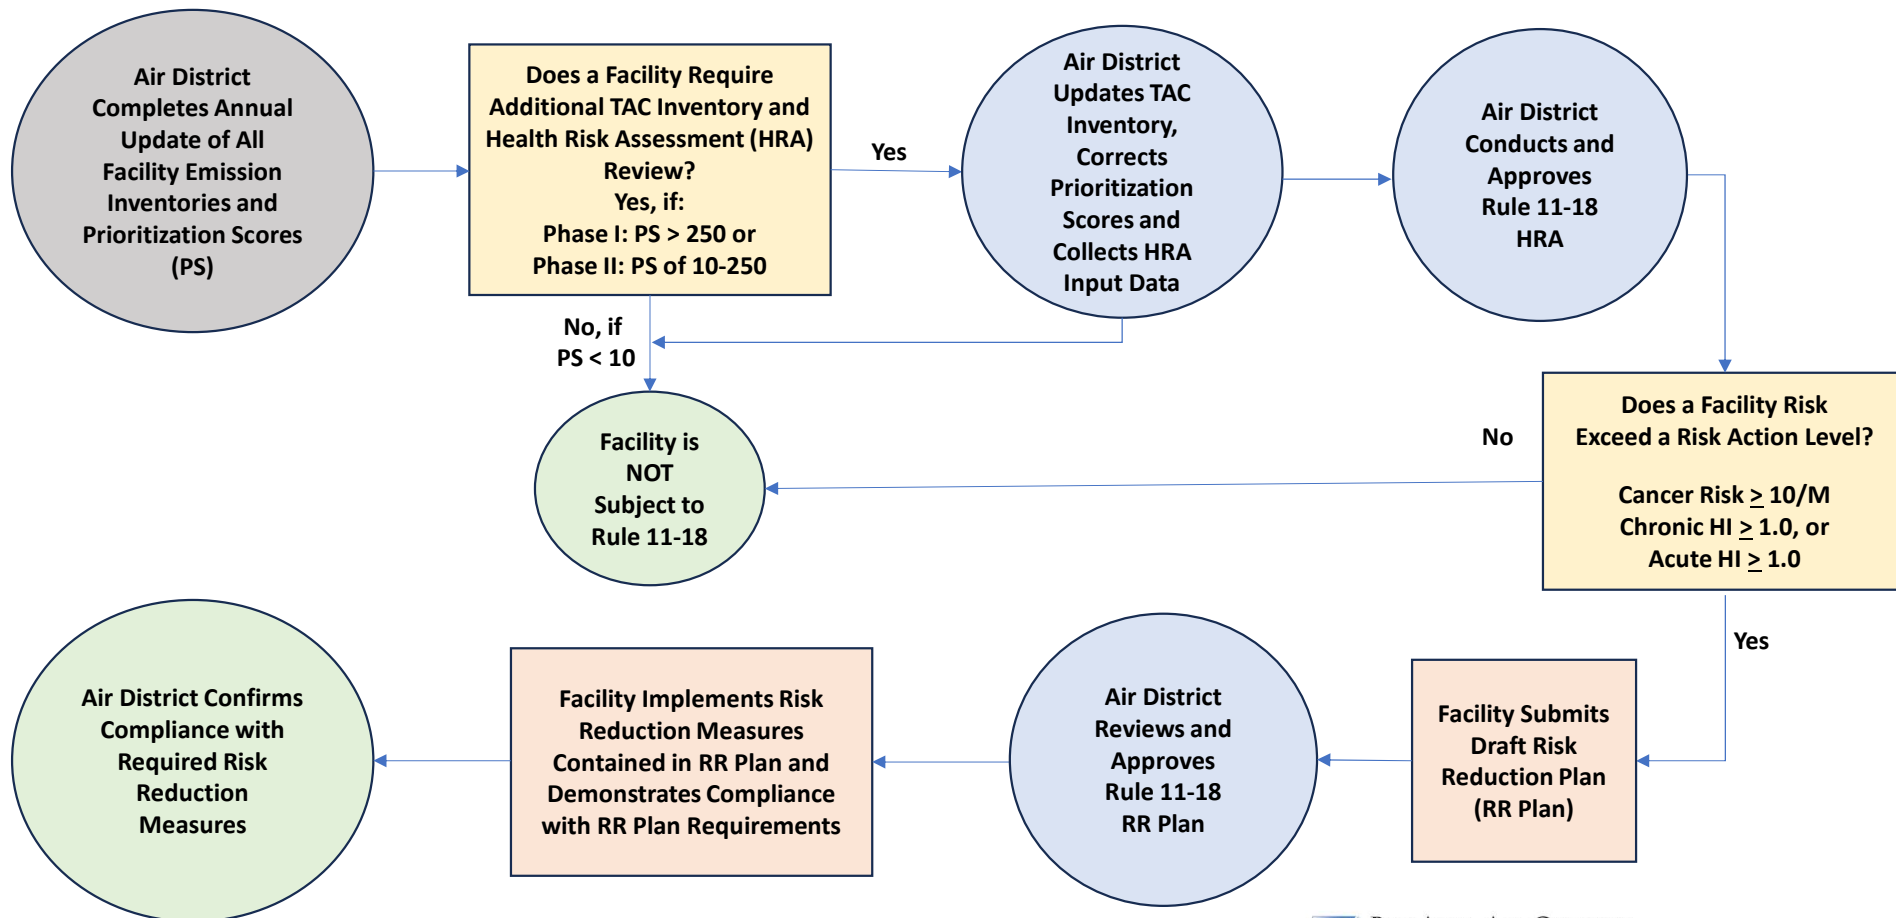 Air District
Completes Annual
Update of All
Facility Emission
Inventories and
Prioritization Scores
(PS)
Does a Facility Require
Additional TAC Inventory and
Health Risk Assessment (HRA)
Review?
Yes, if:
Phase I: PS > 250 or
Phase II: PS of 10-250
Yes
Air District
Updates TAC
Inventory,
Corrects
Prioritization
Scores and
Collects HRA
Input Data
Air District
Conducts and
Approves
Rule 11-18
HRA
No, if
PS < 10
Facility is
NOT
Subject to
Rule 11-18
No
Does a Facility Risk
Exceed a Risk Action Level?
Cancer Risk ≥ 10/M
Chronic HI ≥ 1.0, or
Acute HI ≥ 1.0
Yes
Facility Submits
Draft Risk
Reduction Plan
(RR Plan)
Air District
Reviews and
Approves
Rule 11-18
RR Plan
Facility Implements Risk
Reduction Measures
Contained in RR Plan and
Demonstrates Compliance
with RR Plan Requirements
Air District Confirms
Compliance with
Required Risk
Reduction
Measures